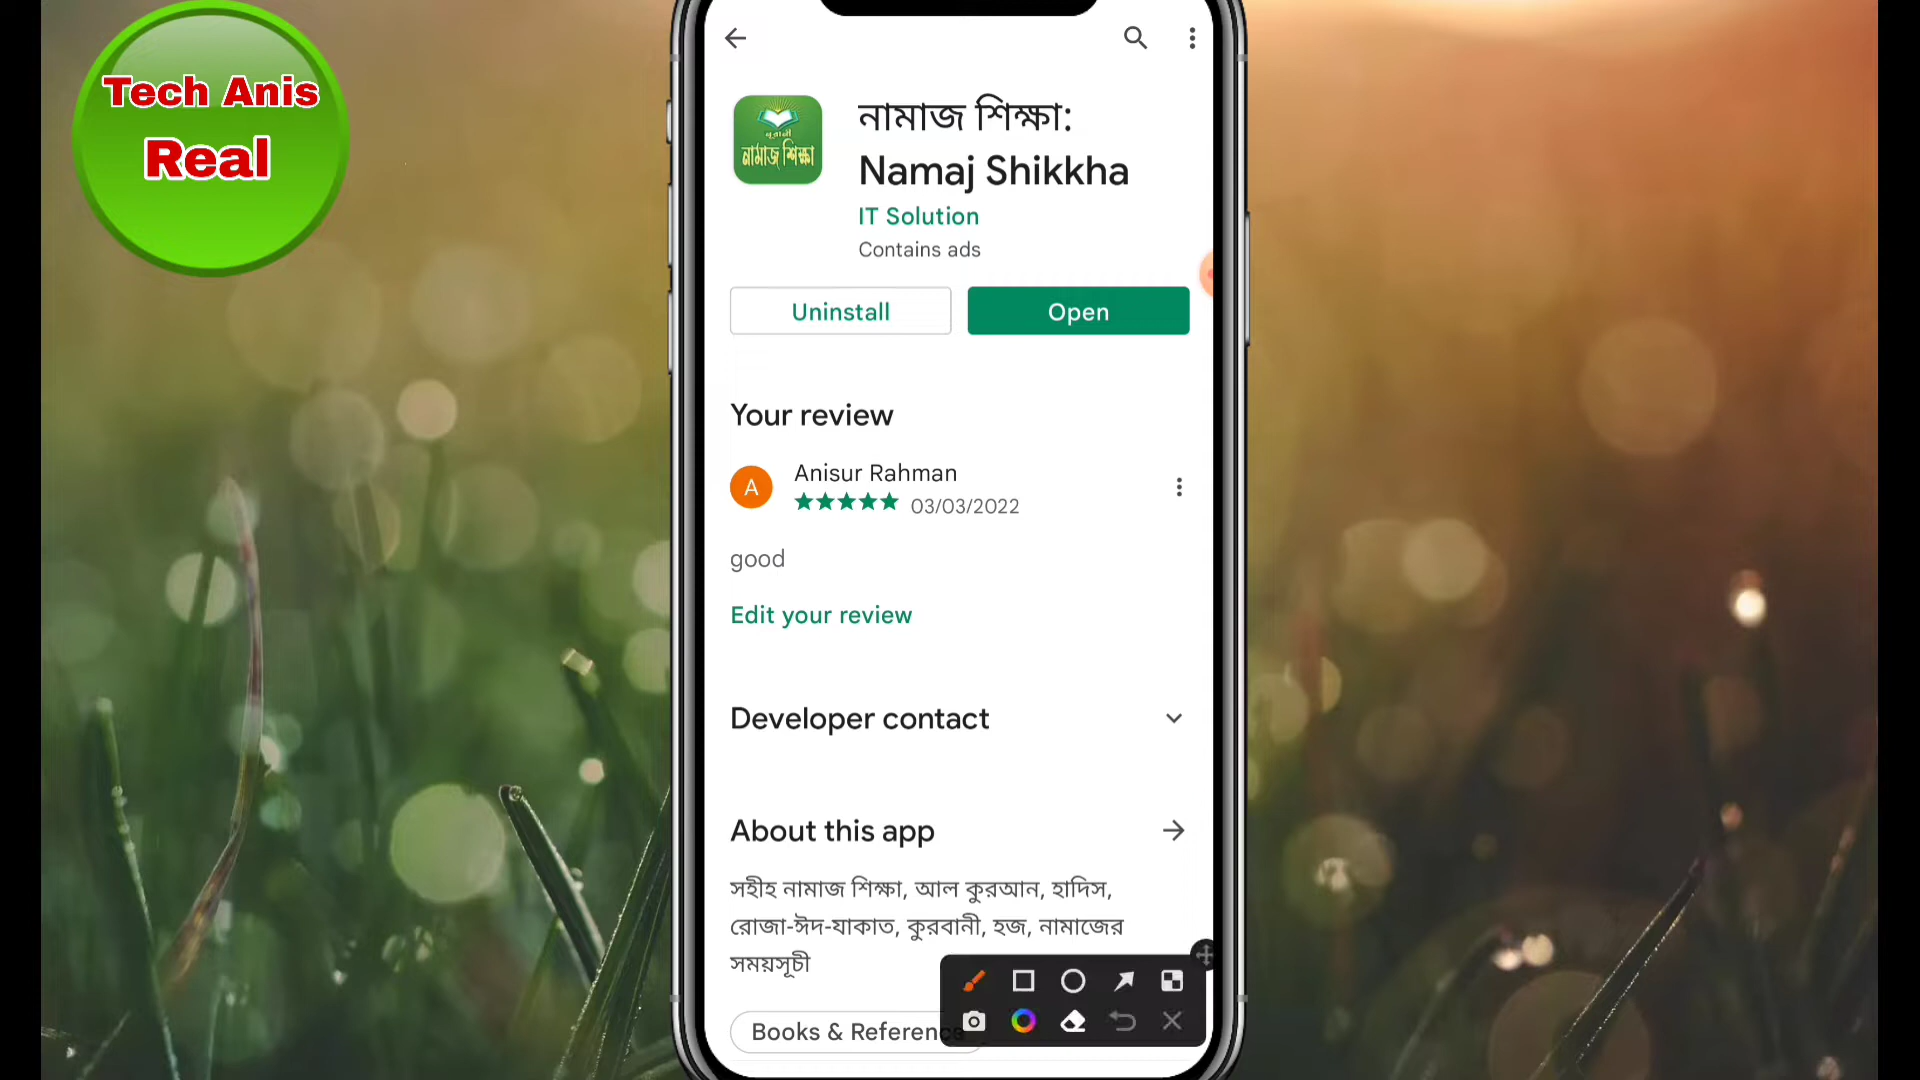 Tech Anis
Real
নামাজ শিক্ষা:
Namaj Shikkha
নূরানী
নামাজ শিক্ষা
IT Solution
Contains ads
Uninstall
Open
Your review
A
Anisur Rahman
03/03/2022
good
Edit your review
Developer contact
About this app
সহীহ নামাজ শিক্ষা, আল কুরআন, হাদিস,
রোজা-ঈদ-যাকাত, কুরবানী, হজ, নামাজের
সময়সূচী
Books & Reference